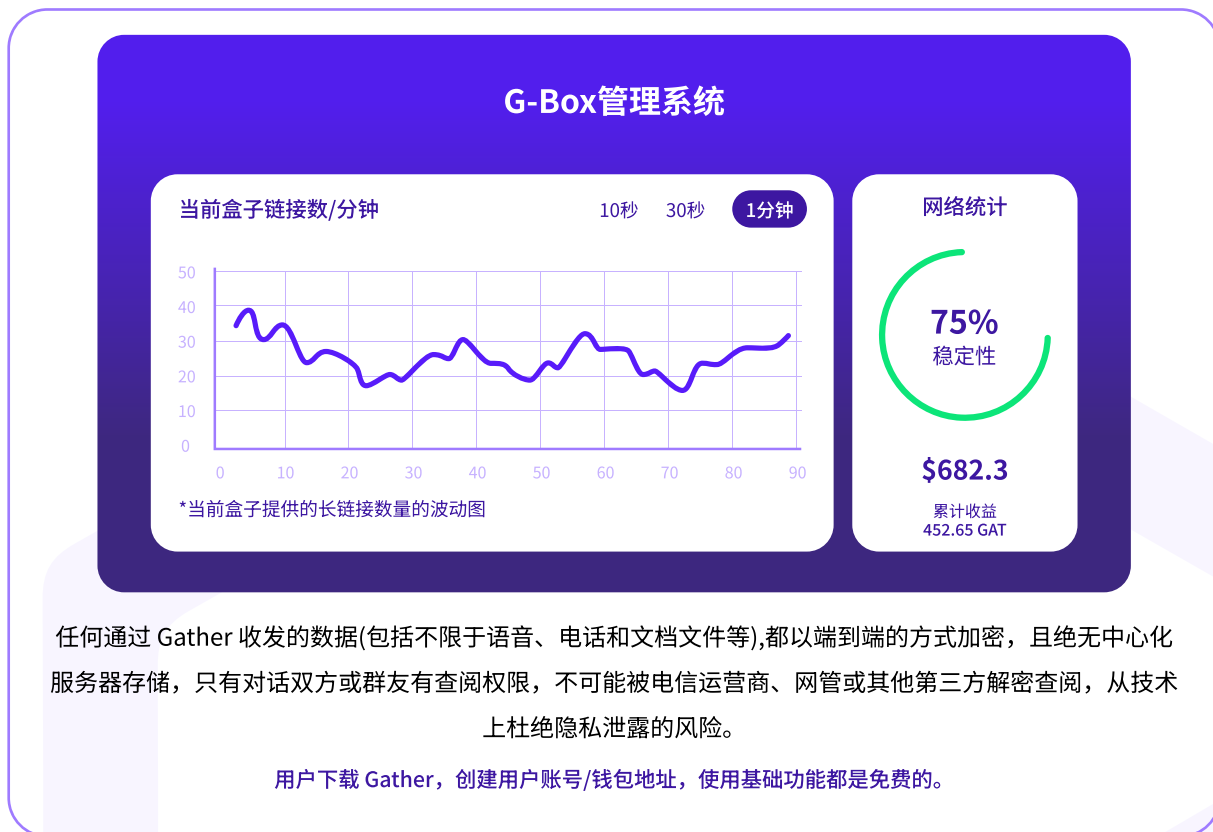 G-Box管理系统
当前盒子链接数/分钟
10秒 30秒 1分钟
50
40
30
20
10
0
0 10 20 30 40 50 60 70 80 90
*当前盒子提供的长链接数量的波动图
网络统计
75%
稳定性
$682.3
累计收益
452.65 GAT
任何通过 Gather 收发的数据(包括不限于语音、电话和文档文件等),都以端到端的方式加密，且绝无中心化
服务器存储，只有对话双方或群友有查阅权限，不可能被电信运营商、网管或其他第三方解密查阅，从技术
上杜绝隐私泄露的风险。
用户下载 Gather，创建用户账号/钱包地址，使用基础功能都是免费的。